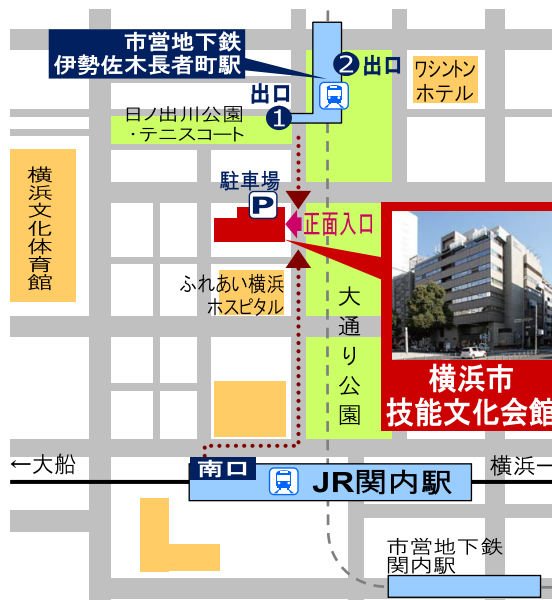 市営地下鉄
伊勢佐木長者町駅
❷出口
ワシントン
ホテル
出口
❶
日ノ出川公園
・テニスコート
横浜文化体育館
駐車場
P
正面入口
ふれあい横浜
ホスピタル
大通り公園
横浜市
技能文化会館
←大船
南口
JR関内駅
横浜─
市営地下鉄
関内駅